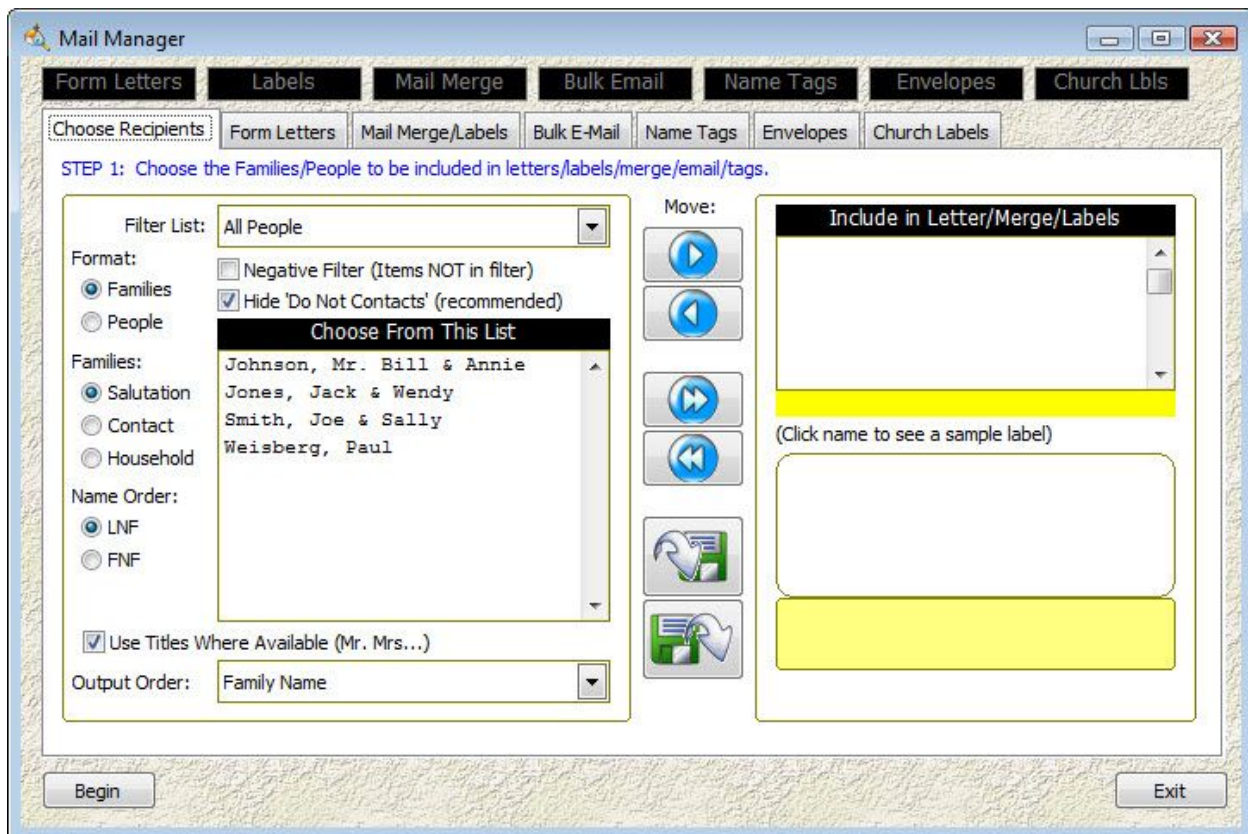 Mail Manager
Form Letters Labels Mail Merge Bulk Email Name Tags Envelopes Church Lbls
Choose Recipients Form Letters Mail Merge/Labels Bulk E-Mail Name Tags Envelopes Church Labels
STEP 1: Choose the Families/People to be included in letters/labels/merge/email/tags.
Filter List: All People
Format:
Families
People
Negative Filter (Items NOT in filter)
Hide 'Do Not Contacts' (recommended)
Choose From This List
Johnson, Mr. Bill & Annie
Jones, Jack & Wendy
Smith, Joe & Sally
Weisberg, Paul
Families:
Salutation
Contact
Household
Name Order:
LNF
FNF
Use Titles Where Available (Mr. Mrs...)
Output Order: Family Name
Move:
Include in Letter/Merge/Labels
(Click name to see a sample label)
Begin
Exit